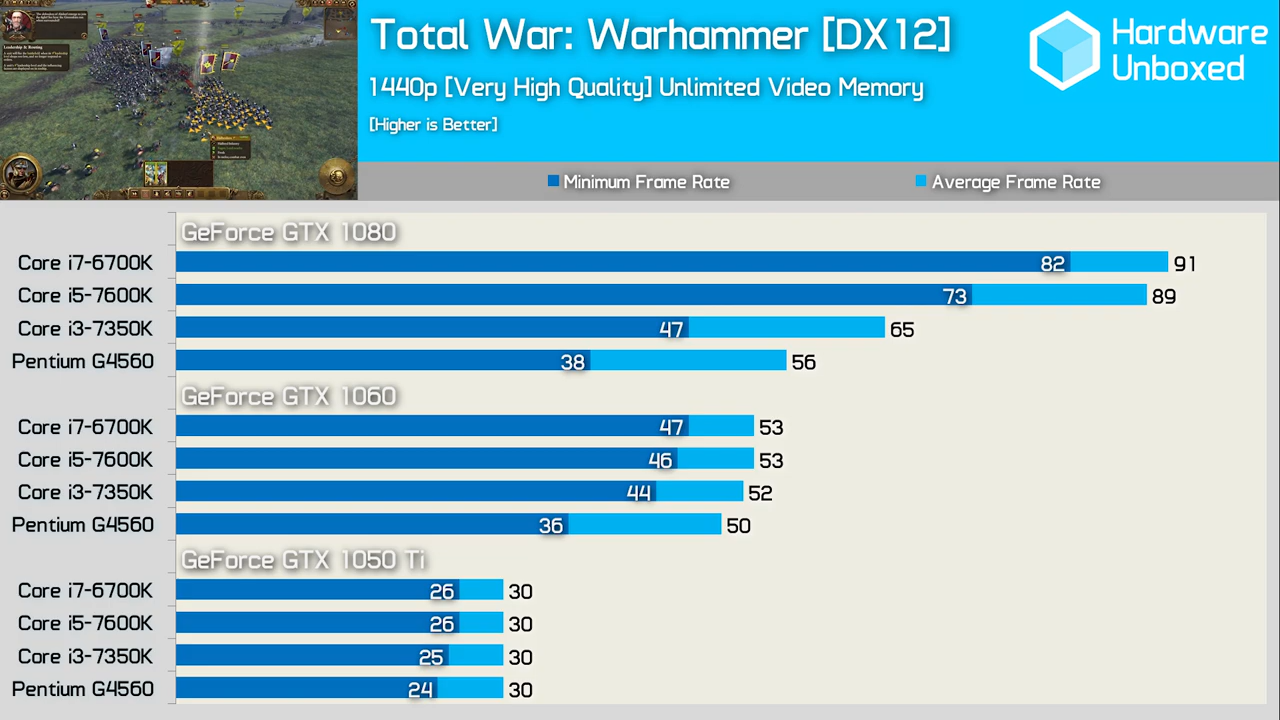 Total War: Warhammer [DX12]
1440p [Very High Quality] Unlimited Video Memory
[Higher is Better]
Hardware
Unboxed
Leadership & Routing
Minimum Frame Rate
Average Frame Rate
GeForce GTX 1080
Core i7-6700K 82 91
Core i5-7600K 73 89
Core i3-7350K 47 65
Pentium G4560 38 56
GeForce GTX 1060
Core i7-6700K 47 53
Core i5-7600K 46 53
Core i3-7350K 44 52
Pentium G4560 36 50
GeForce GTX 1050 Ti
Core i7-6700K 26 30
Core i5-7600K 26 30
Core i3-7350K 25 30
Pentium G4560 24 30